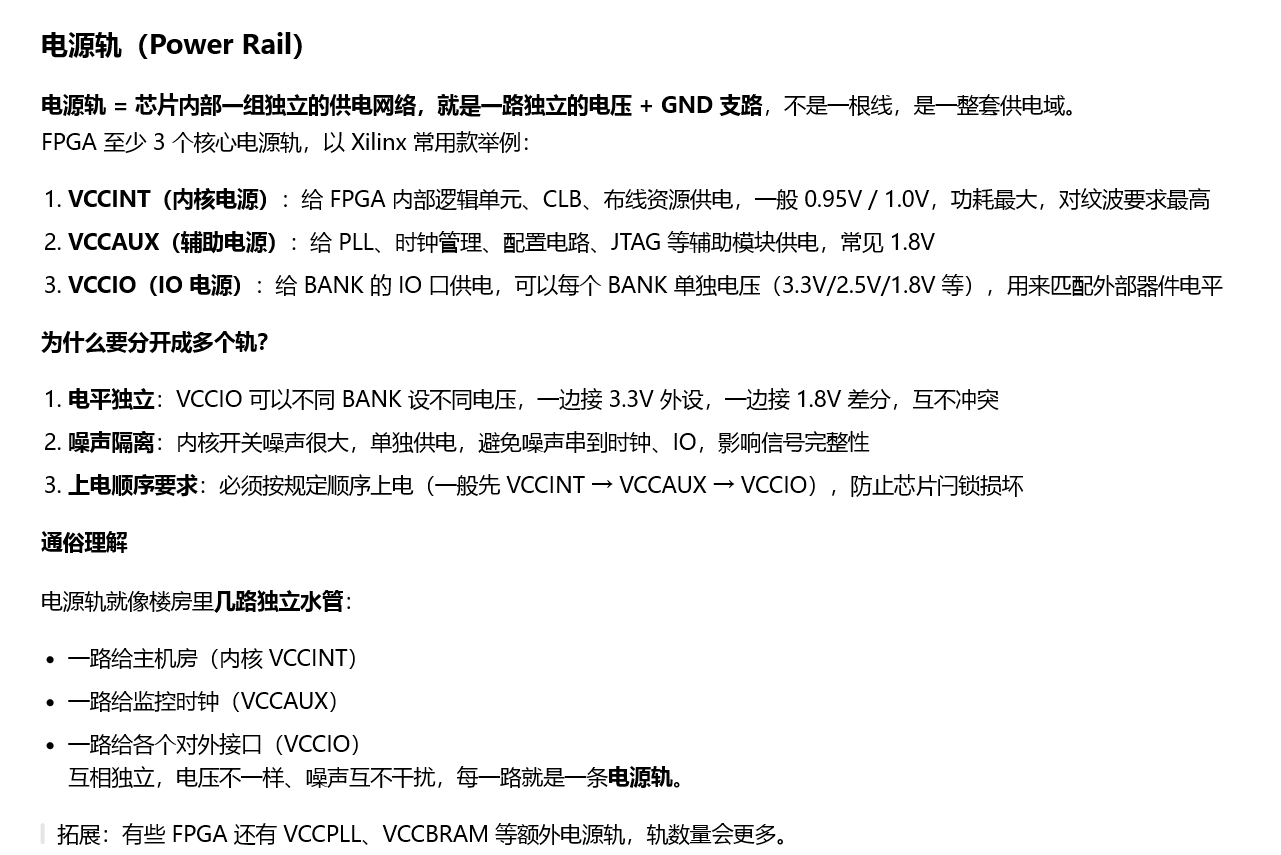 电源轨（Power Rail）
电源轨 = 芯片内部一组独立的供电网络，就是一路独立的电压 + GND 支路，不是一根线，是一整套供电域。
FPGA 至少 3 个核心电源轨，以 Xilinx 常用款举例：
1. VCCINT（内核电源）：给 FPGA 内部逻辑单元、CLB、布线资源供电，一般 0.95V / 1.0V，功耗最大，对纹波要求最高
2. VCCAUX（辅助电源）：给 PLL、时钟管理、配置电路、JTAG 等辅助模块供电，常见 1.8V
3. VCCIO（IO 电源）：给 BANK 的 IO 口供电，可以每个 BANK 单独电压（3.3V/2.5V/1.8V 等），用来匹配外部器件电平
为什么要分开成多个轨？
1. 电平独立：VCCIO 可以不同 BANK 设不同电压，一边接 3.3V 外设，一边接 1.8V 差分，互不冲突
2. 噪声隔离：内核开关噪声很大，单独供电，避免噪声串到时钟、IO，影响信号完整性
3. 上电顺序要求：必须按规定顺序上电（一般先 VCCINT → VCCAUX → VCCIO），防止芯片闩锁损坏
通俗理解
电源轨就像楼房里几路独立水管：
• 一路给主机房（内核 VCCINT）
• 一路给监控时钟（VCCAUX）
• 一路给各个对外接口（VCCIO）
互相独立，电压不一样、噪声互不干扰，每一路就是一条电源轨。
拓展：有些 FPGA 还有 VCCPLL、VCCBRAM 等额外电源轨，轨数量会更多。